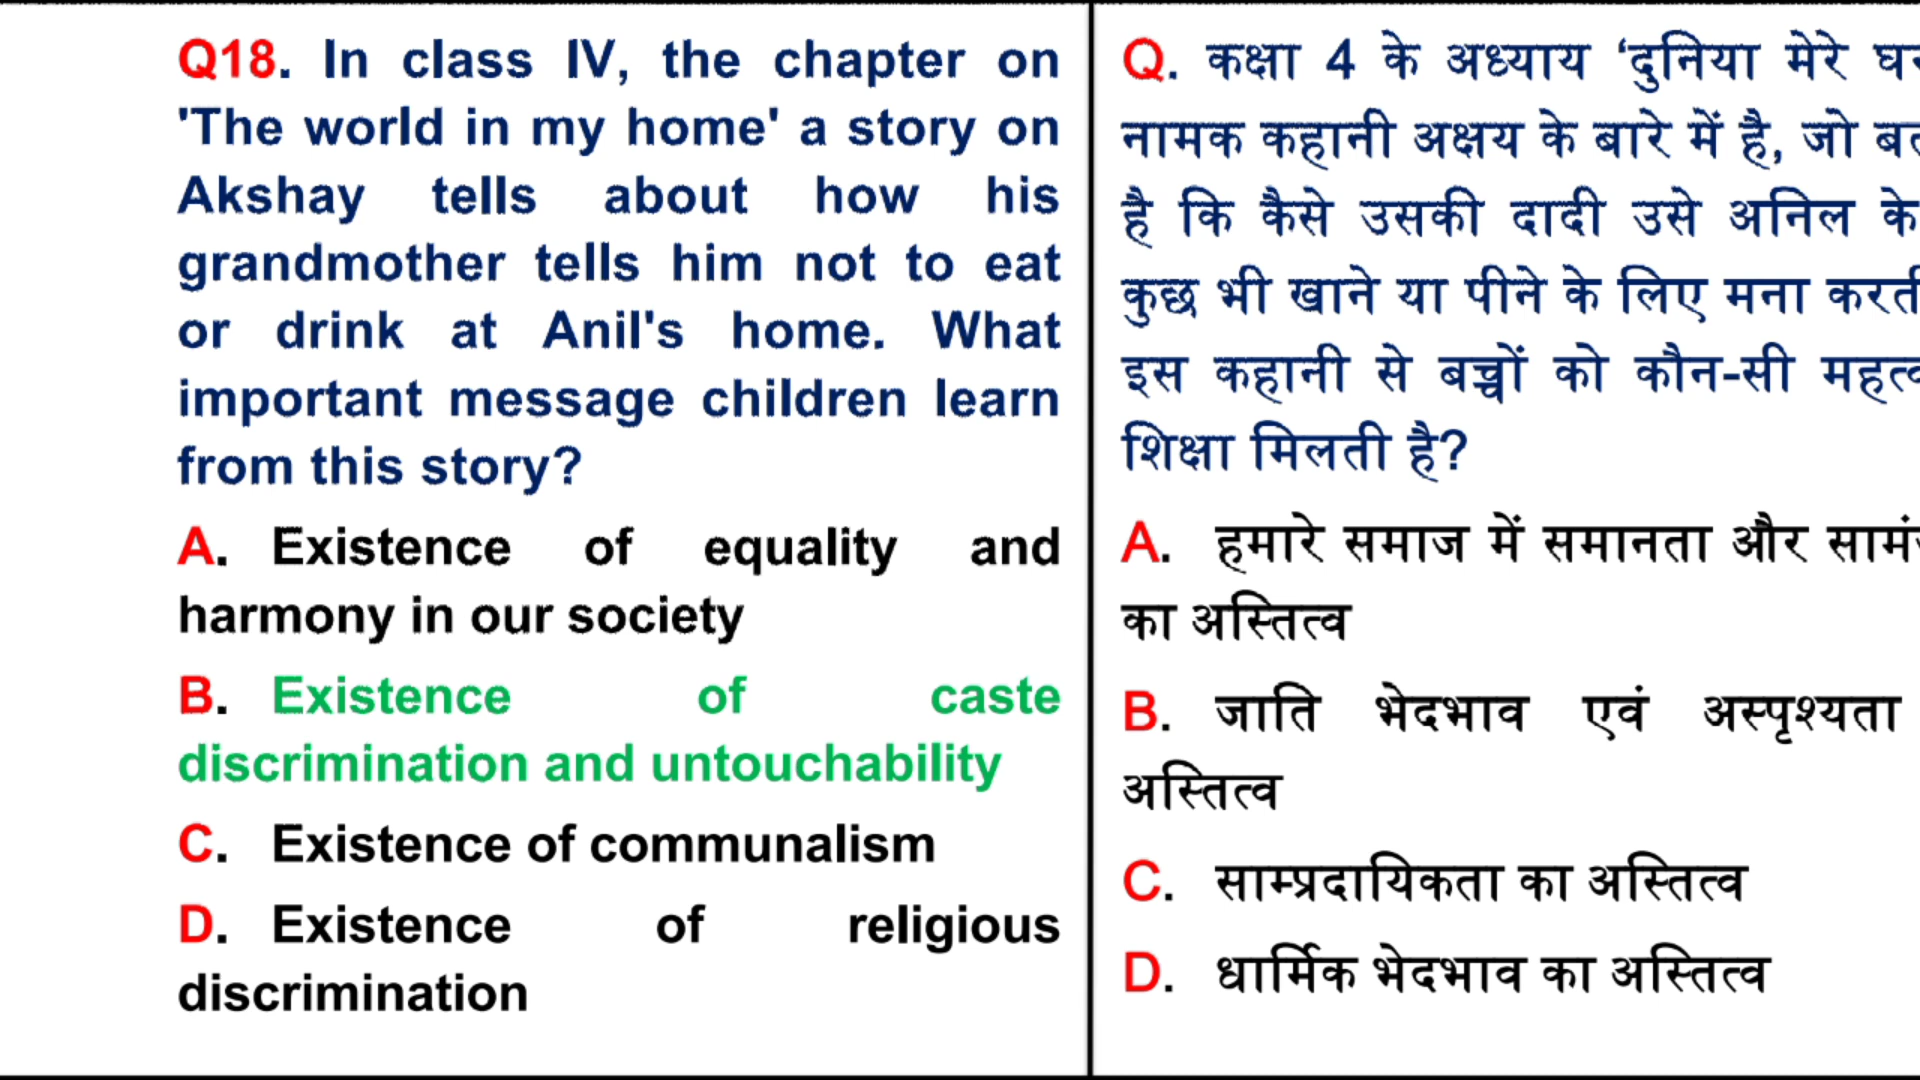 Q18. In class IV, the chapter on
'The world in my home' a story on
Akshay tells about how his
grandmother tells him not to eat
or drink at Anil's home. What
important message children learn
from this story?
A. Existence of equality and
harmony in our society
B. Existence of caste
discrimination and untouchability
C. Existence of communalism
D. Existence of religious
discrimination
Q. कक्षा 4 के अध्याय ‘दुनिया मेरे
नामक कहानी अक्षय के बारे में है, जो
है कि कैसे उसकी दादी उसे अनिल के
कुछ भी खाने या पीने के लिए मना
इस कहानी से बच्चों को कौन-सी
शिक्षा मिलती है?
A. हमारे समाज में समानता और
का अस्तित्व
B. जाति भेदभाव एवं अस्पृश्यता
अस्तित्व
C. साम्प्रदायिकता का अस्तित्व
D. धार्मिक भेदभाव का अस्तित्व